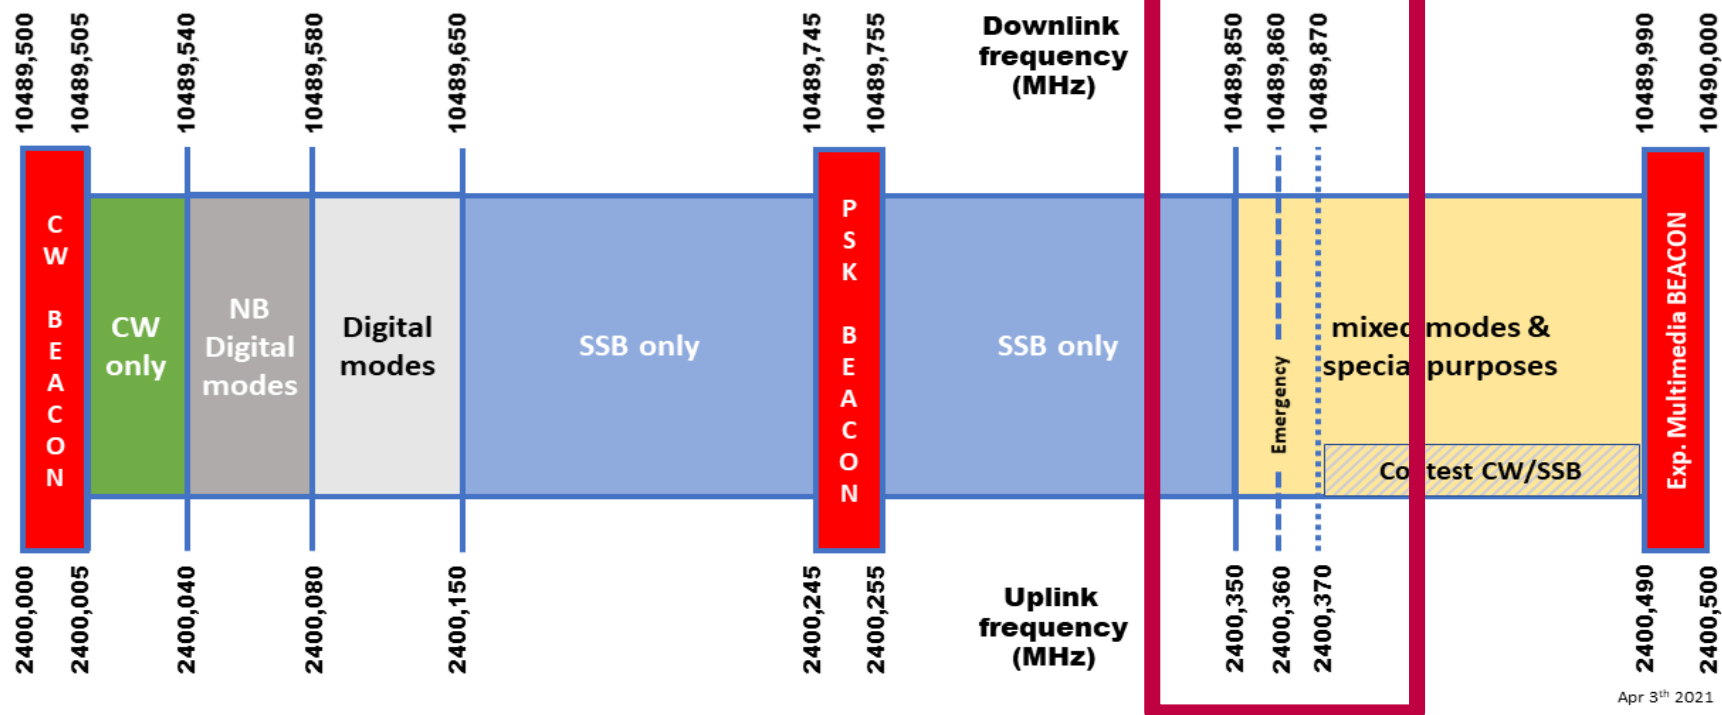 10489,500
10489,505
10489,540
10489,580
10489,650
10489,745
10489,755
Downlink
frequency
(MHz)
10489,850
10489,860
10489,870
10489,990
10490,000
CW BEACON
CW
only
NB
Digital
modes
Digital
modes
SSB only
PSK BEACON
SSB only
Emergency
mixed modes &
special purposes
Contest CW/SSB
Exp. Multimedia BEACON
2400,000
2400,005
2400,040
2400,080
2400,150
2400,245
2400,255
Uplink
frequency
(MHz)
2400,350
2400,360
2400,370
2400,490
2400,500
Apr 3th 2021